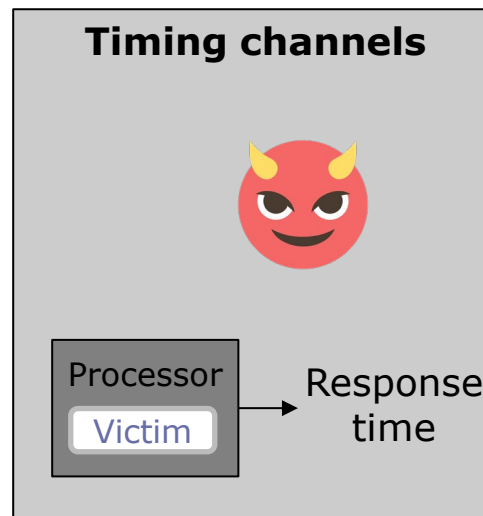 Timing channels
Processor
Victim
Response
time